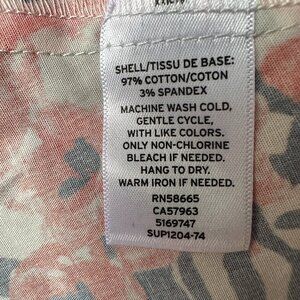 SHELL/TISSU DE BASE:
97% COTTON/COTON
3% SPANDEX
MACHINE WASH COLD,
GENTLE CYCLE,
WITH LIKE COLORS.
ONLY NON-CHLORINE
BLEACH IF NEEDED.
HANG TO DRY.
WARM IRON IF NEEDED.
RN58665
CA57963
5169747
SUP1204-74